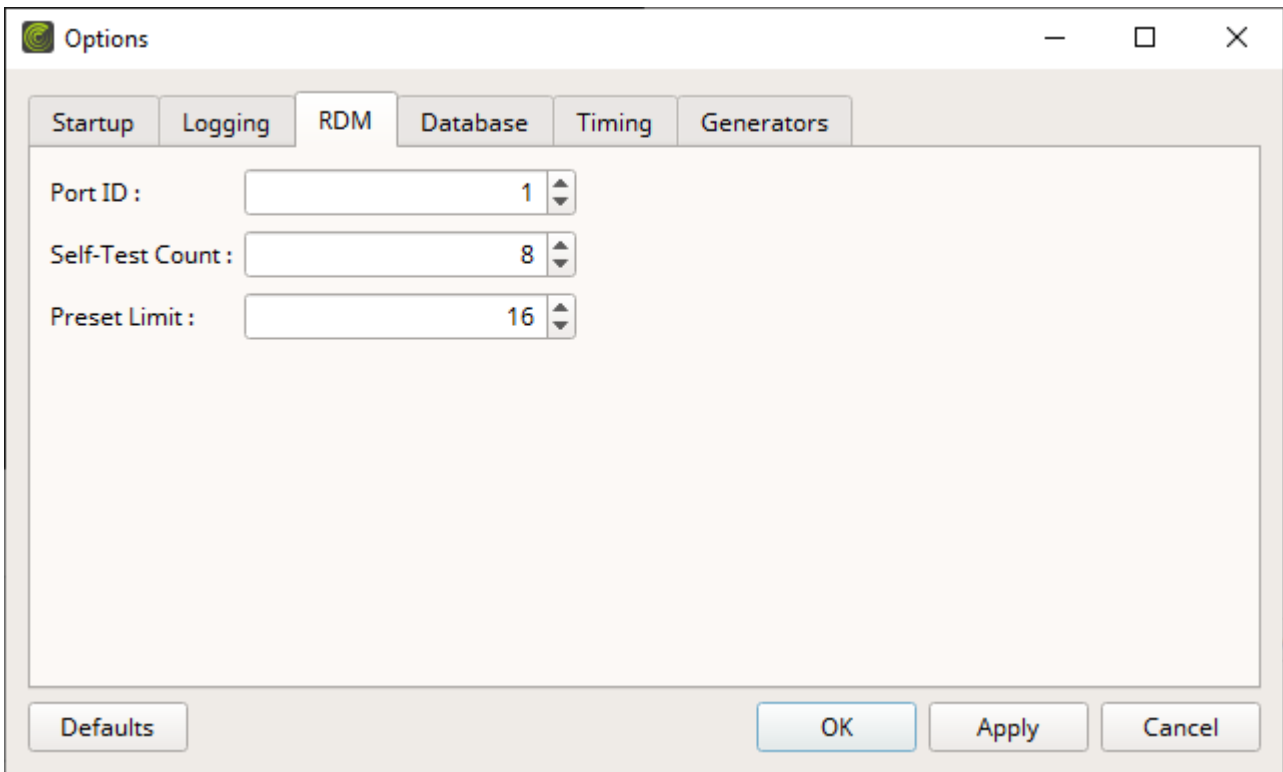 Options
Startup Logging RDM Database Timing Generators
Port ID : 1
Self-Test Count : 8
Preset Limit : 16
Defaults OK Apply Cancel